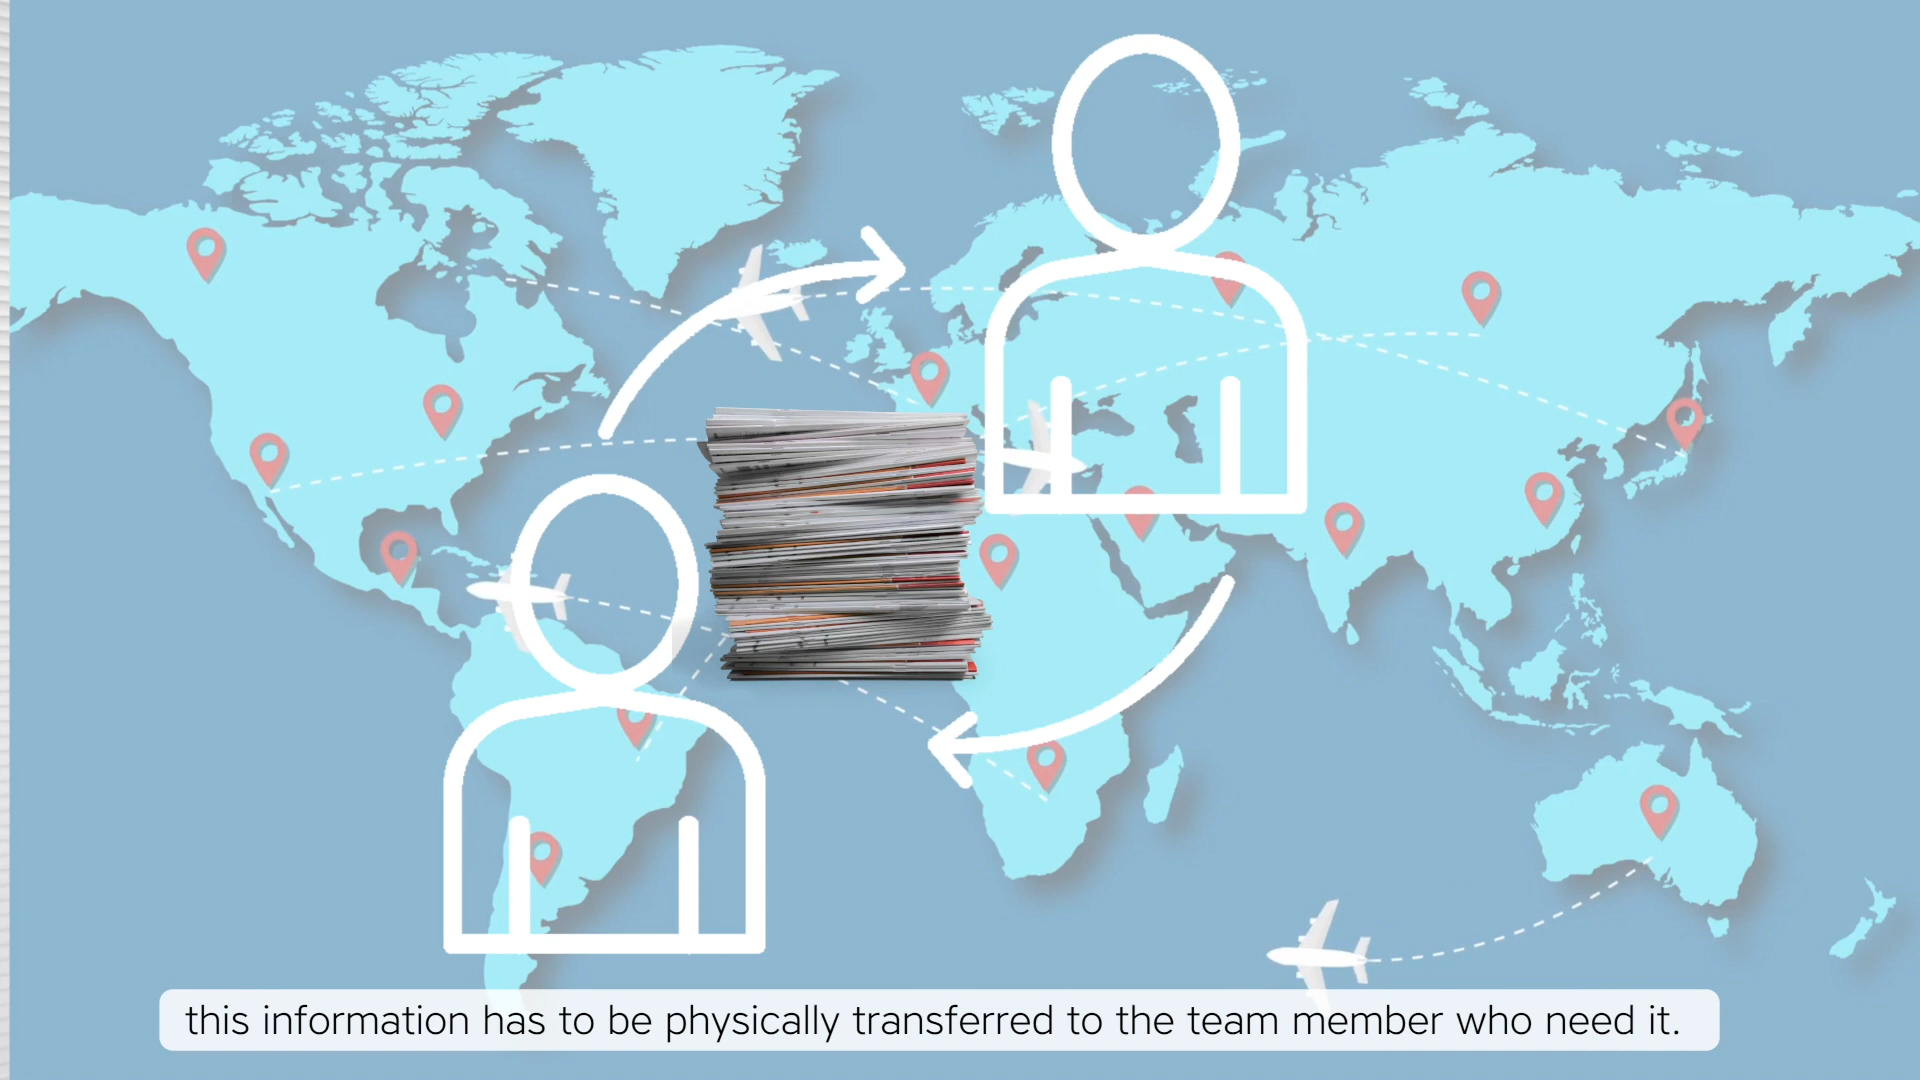 this information has to be physically transferred to the team member who need it.